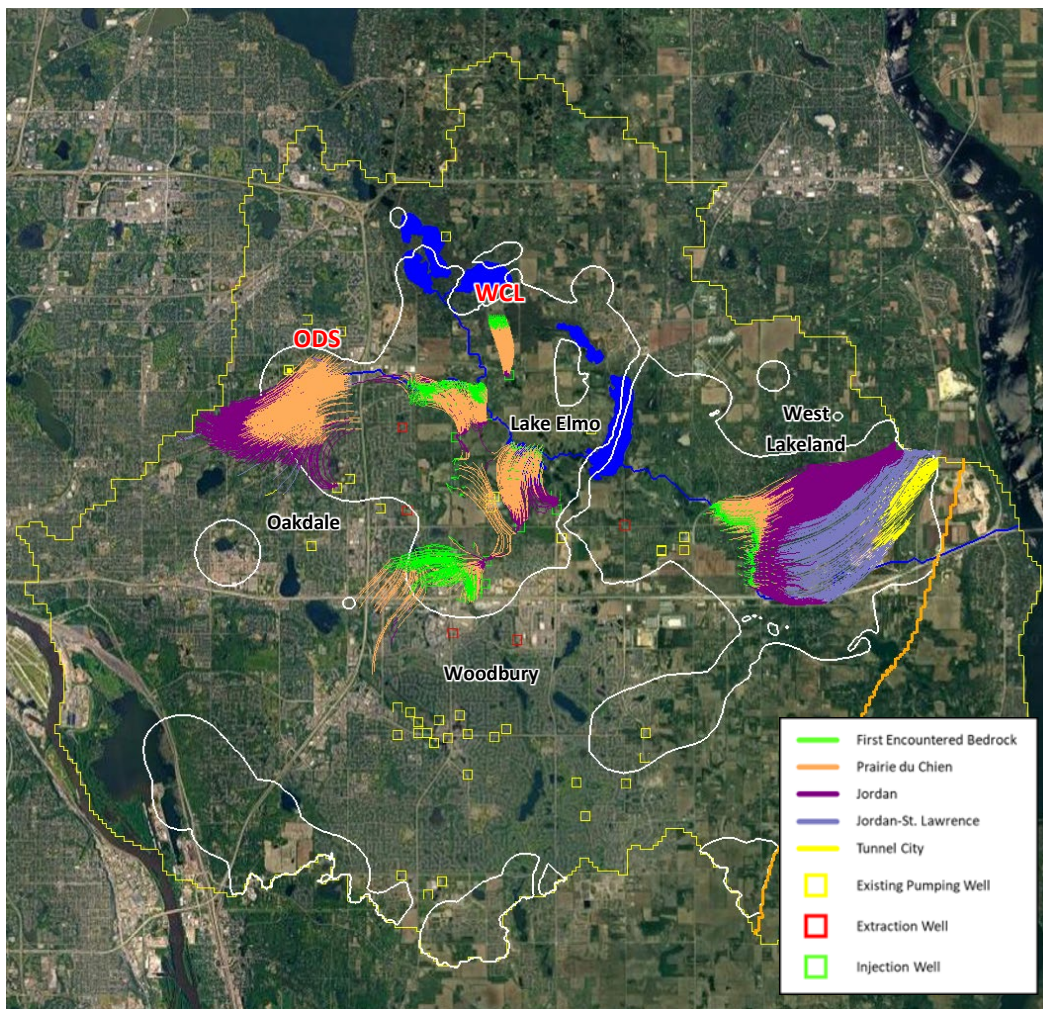 WCL
ODS
Lake Elmo
West
Lakeland
Oakdale
Woodbury
First Encountered Bedrock
Prairie du Chien
Jordan
Jordan-St. Lawrence
Tunnel City
Existing Pumping Well
Extraction Well
Injection Well